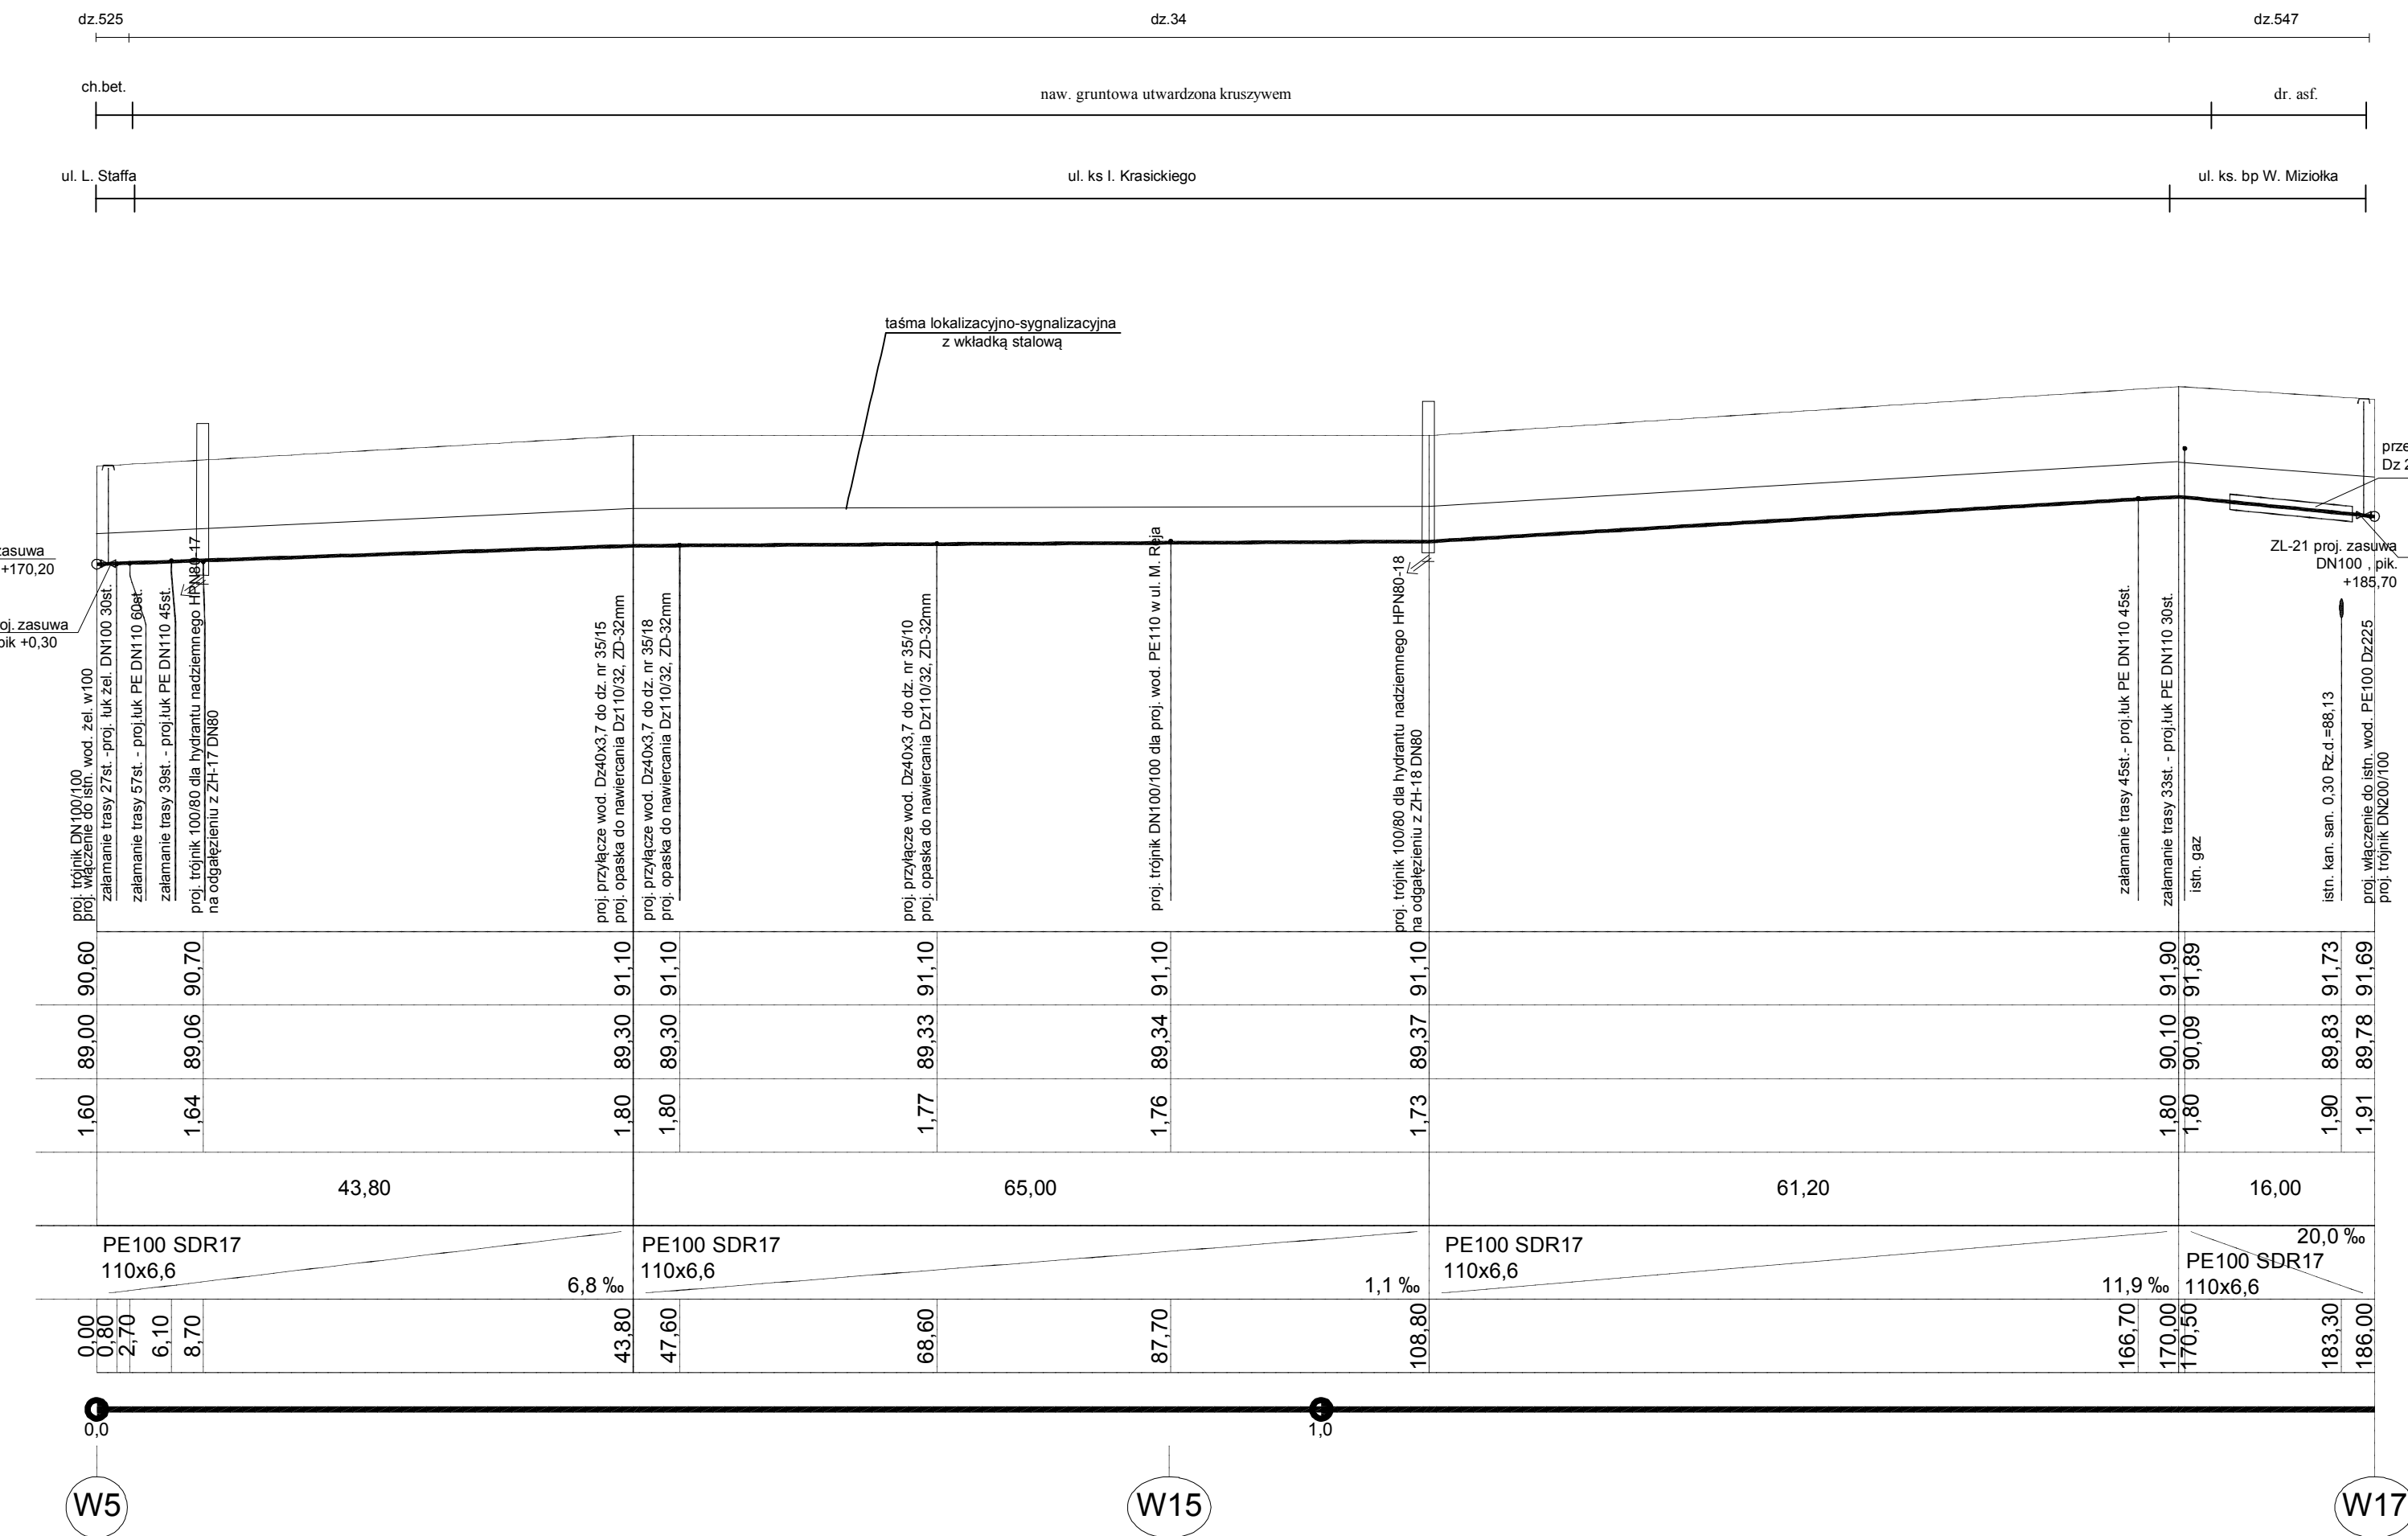 dz.525
dz.34
dz.547
ch.bet.
naw. gruntowa utwardzona kruszywem
dr. asf.
ul. L. Staffa
ul. ks I. Krasickiego
ul. ks. bp W. Miziołka
taśma lokalizacyjno-sygnalizacyjna
z wkładką stalową
prze
Dz 2
zasuwa
+170,20
oj. zasuwa
pik +0,30
ZL-21 proj. zasuwa
DN100 , pik.
+185,70
proj. trójnik DN100/100
proj. włączenie do istn. wod. żel. w100
załamanie trasy 27st. -proj. łuk żel. DN100 30st.
załamanie trasy 57st. - proj.łuk PE DN110 60st.
załamanie trasy 39st. - proj.łuk PE DN110 45st.
proj. trójnik 100/80 dla hydrantu nadziemnego HPN80-17
na odgałęzieniu z ZH-17 DN80
proj. przyłącze wod. Dz40x3,7 do dz. nr 35/15
proj. opaska do nawiercania Dz110/32, ZD-32mm
proj. przyłącze wod. Dz40x3,7 do dz. nr 35/18
proj. opaska do nawiercania Dz110/32, ZD-32mm
proj. przyłącze wod. Dz40x3,7 do dz. nr 35/10
proj. opaska do nawiercania Dz110/32, ZD-32mm
proj. trójnik DN100/100 dla proj. wod. PE110 w ul. M. Reja
proj. trójnik 100/80 dla hydrantu nadziemnego HPN80-18
na odgałęzieniu z ZH-18 DN80
załamanie trasy 45st.- proj.łuk PE DN110 45st.
załamanie trasy 33st. - proj.łuk PE DN110 30st.
istn. gaz
istn. kan. san. 0,30 Rz.d.=88,13
proj. włączenie do istn. wod. PE100 Dz225
proj. trójnik DN200/100
90,60 90,70 91,10 91,10 91,10 91,10 91,10 91,90 91,89 91,73 91,69
89,00 89,06 89,30 89,30 89,33 89,34 89,37 90,10 90,09 89,83 89,78
1,60 1,64 1,80 1,80 1,77 1,76 1,73 1,80 1,80 1,90 1,91
43,80 65,00 61,20 16,00
PE100 SDR17
110x6,6
6,8 ‰
PE100 SDR17
110x6,6
1,1 ‰
PE100 SDR17
110x6,6
11,9 ‰
20,0 ‰
PE100 SDR17
110x6,6
0,00 0,80 2,70 6,10 8,70 43,80 47,60 68,60 87,70 108,80 166,70 170,00 170,50 183,30 186,00
0,0
1,0
W5
W15
W17